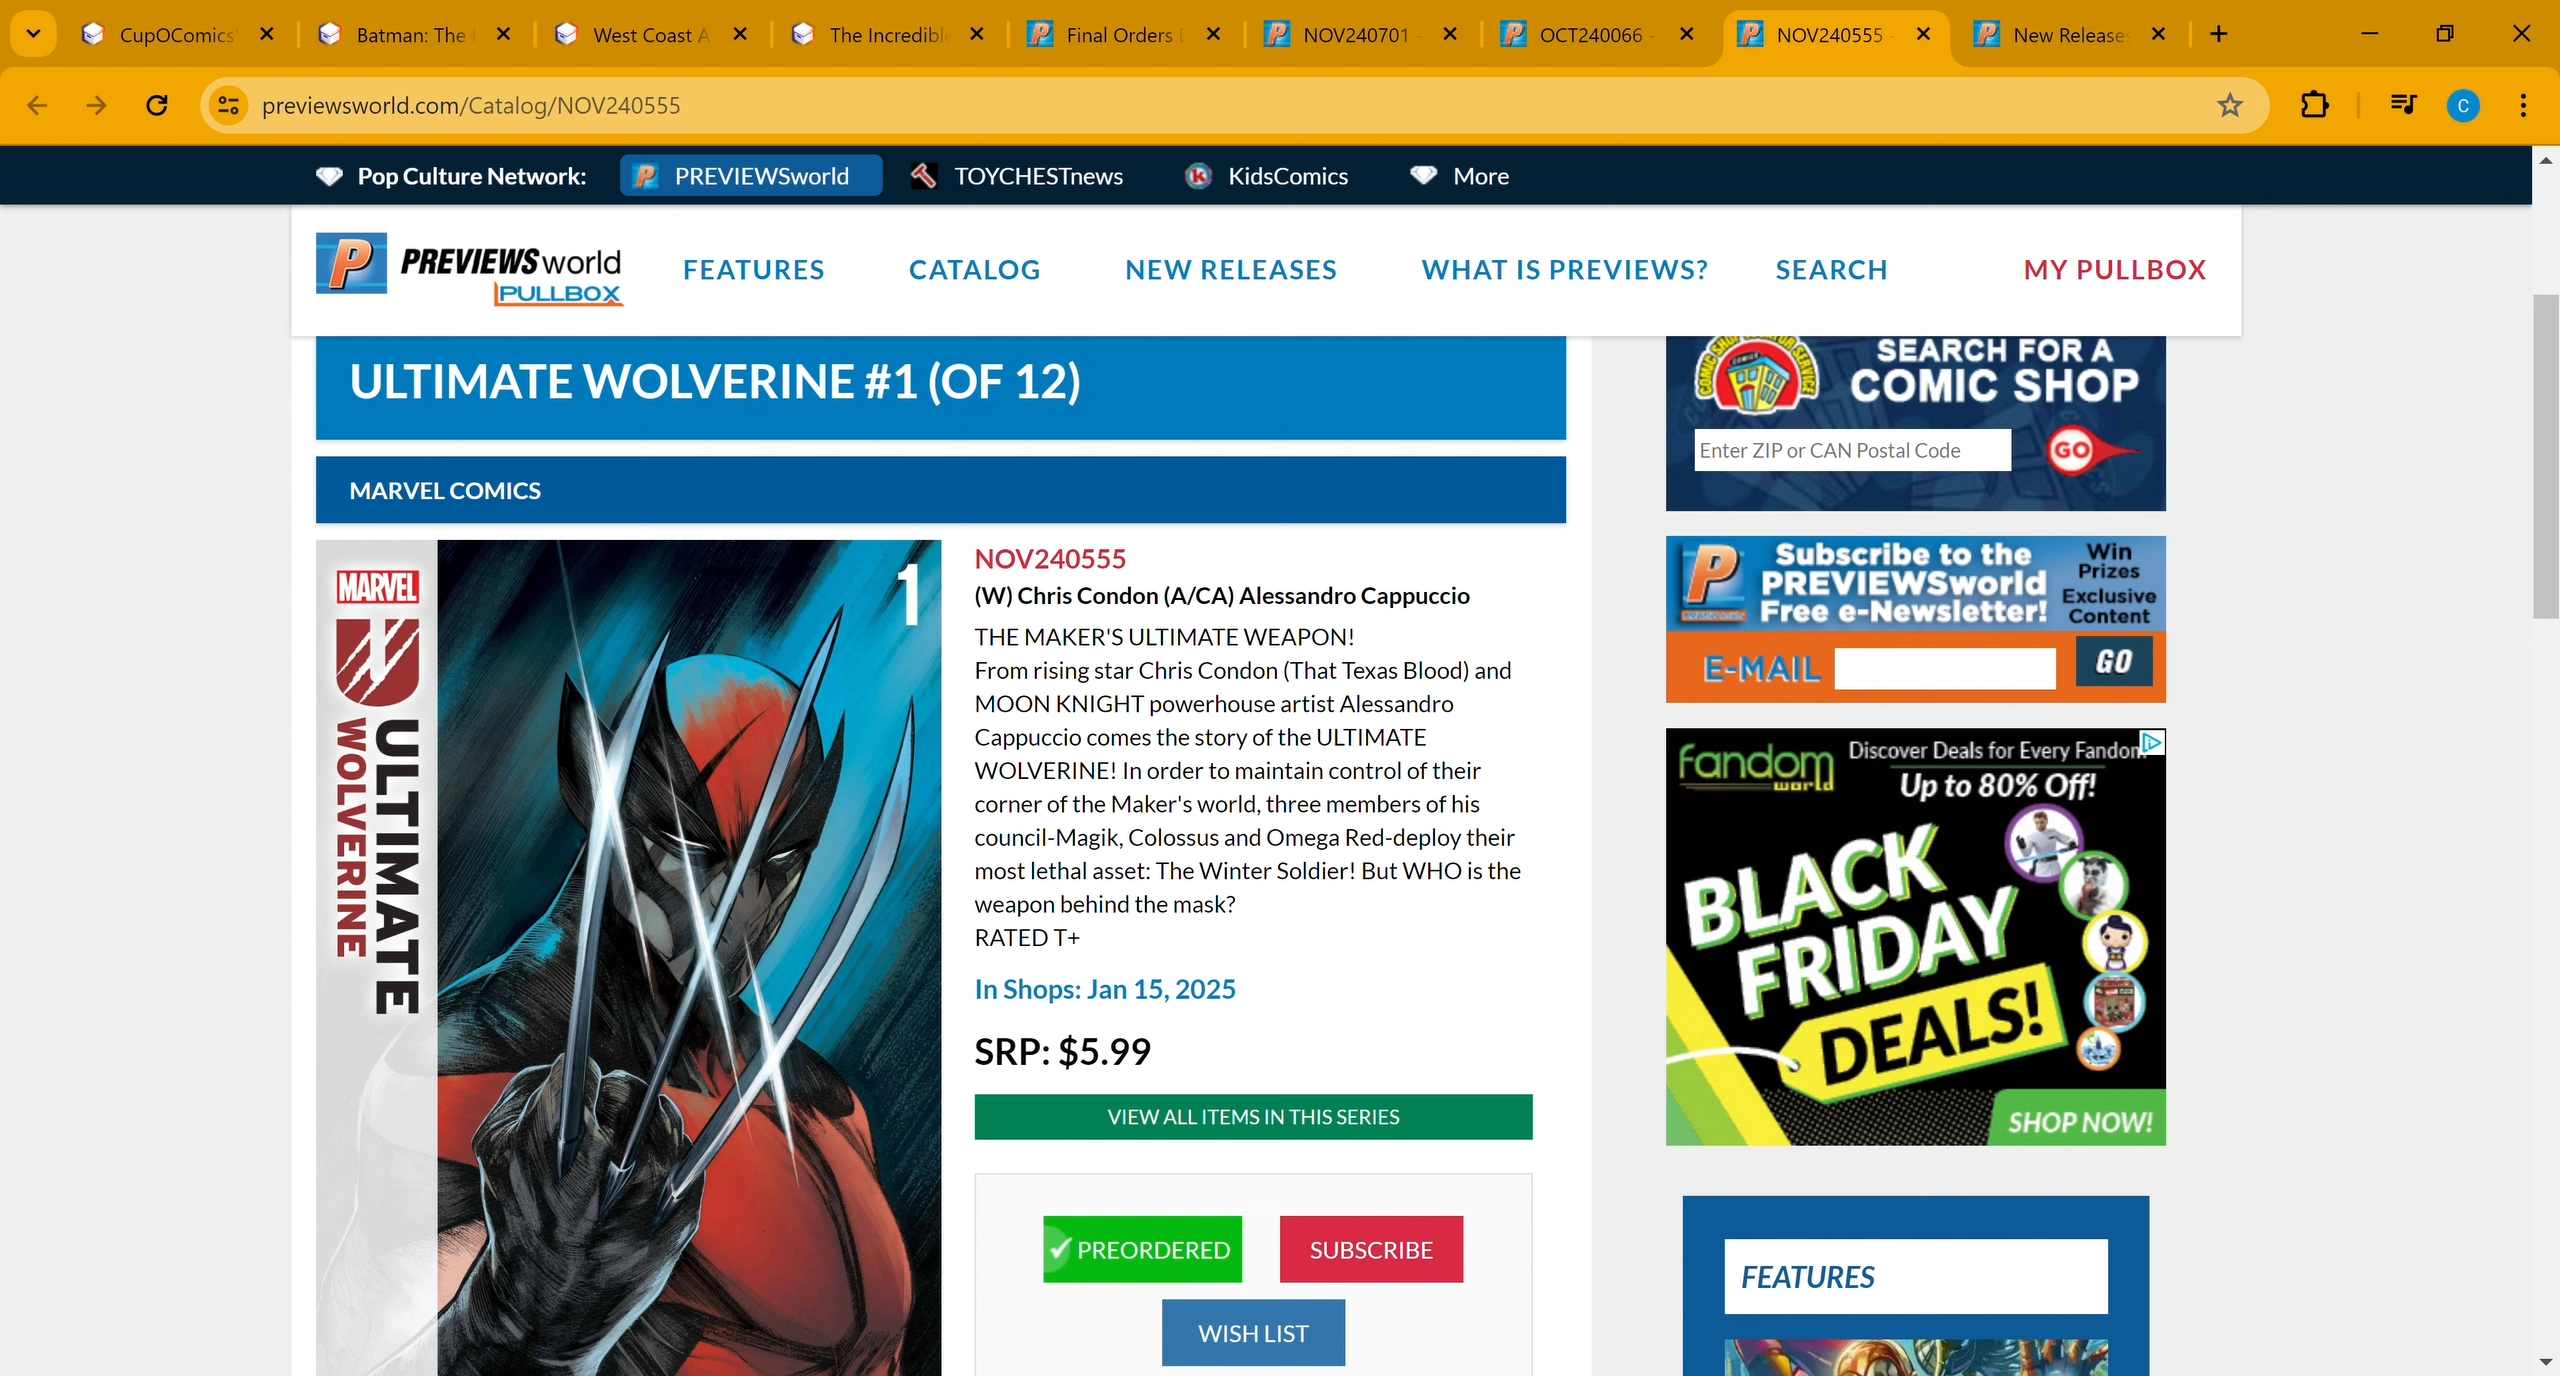 CupOComics
Batman: The
West Coast A
The Incredibl
Final Orders
NOV240701 -
OCT240066 -
NOV240555 -
New Release
previewsworld.com/Catalog/NOV240555
C
Pop Culture Network:
PREVIEWSworld
TOYCHESTnews
KidsComics
More
P
PREVIEWSworld
PULLBOX
FEATURES
CATALOG
NEW RELEASES
WHAT IS PREVIEWS?
SEARCH
MY PULLBOX
ULTIMATE WOLVERINE #1 (OF 12)
MARVEL COMICS
MARVEL
ULTIMATE
WOLVERINE
1
NOV240555
(W) Chris Condon (A/CA) Alessandro Cappuccio
THE MAKER'S ULTIMATE WEAPON!
From rising star Chris Condon (That Texas Blood) and
MOON KNIGHT powerhouse artist Alessandro
Cappuccio comes the story of the ULTIMATE
WOLVERINE! In order to maintain control of their
corner of the Maker's world, three members of his
council-Magik, Colossus and Omega Red-deploy their
most lethal asset: The Winter Soldier! But WHO is the
weapon behind the mask?
RATED T+
In Shops: Jan 15, 2025
SRP: $5.99
VIEW ALL ITEMS IN THIS SERIES
PREORDERED
SUBSCRIBE
WISH LIST
SEARCH FOR A
COMIC SHOP
Enter ZIP or CAN Postal Code
GO
Subscribe to the
PREVIEWSworld
Free e-Newsletter!
Win
Prizes
Exclusive
Content
E-MAIL
GO
fandom
world
Discover Deals for Every Fandom
Up to 80% Off!
BLACK
FRIDAY
DEALS!
SHOP NOW!
FEATURES